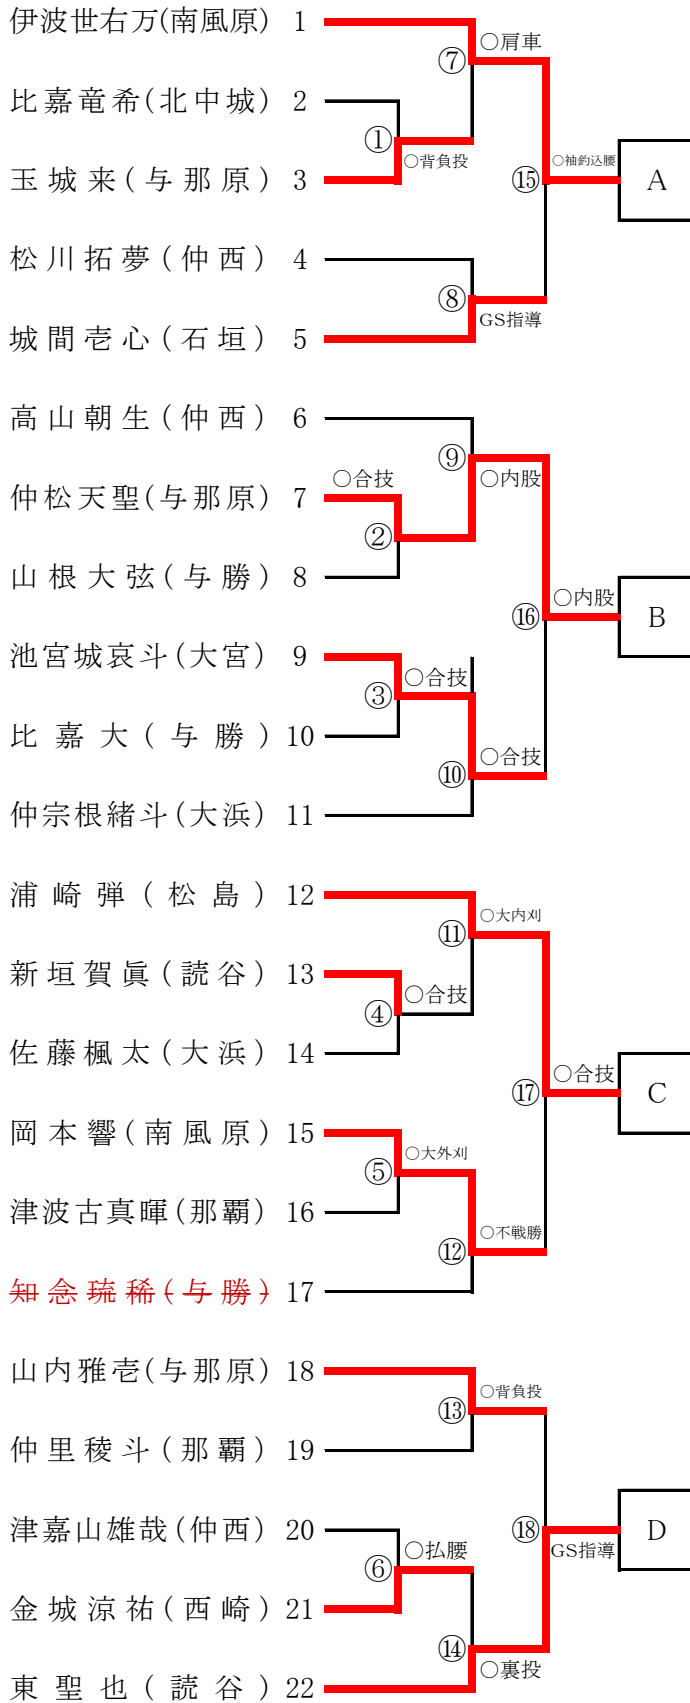 伊波世右万(南風原) 1
⑦ ○肩車
比嘉竜希(北中城) 2
① ○背負投
玉城来(与那原) 3
⑮ ○袖釣込腰 A
松川拓夢(仲西) 4
⑧ GS指導
城間壱心(石垣) 5
高山朝生(仲西) 6
⑨ ○内股
仲松天聖(与那原) 7 ○合技
②
山根大弦(与勝) 8
⑯ ○内股 B
池宮城哀斗(大宮) 9
③ ○合技
比嘉大(与勝) 10
⑩ ○合技
仲宗根緒斗(大浜) 11
浦崎弾(松島) 12
⑪ ○大内刈
新垣賀眞(読谷) 13
④ ○合技
佐藤楓太(大浜) 14
⑰ ○合技 C
岡本響(南風原) 15
⑤ ○大外刈
津波古真暉(那覇) 16
⑫ ○不戦勝
知念琉稀(与勝) 17
山内雅壱(与那原) 18
⑬ ○背負投
仲里稜斗(那覇) 19
津嘉山雄哉(仲西) 20
⑱ GS指導 D
⑥ ○払腰
金城涼祐(西崎) 21
⑭ ○裏投
東聖也(読谷) 22